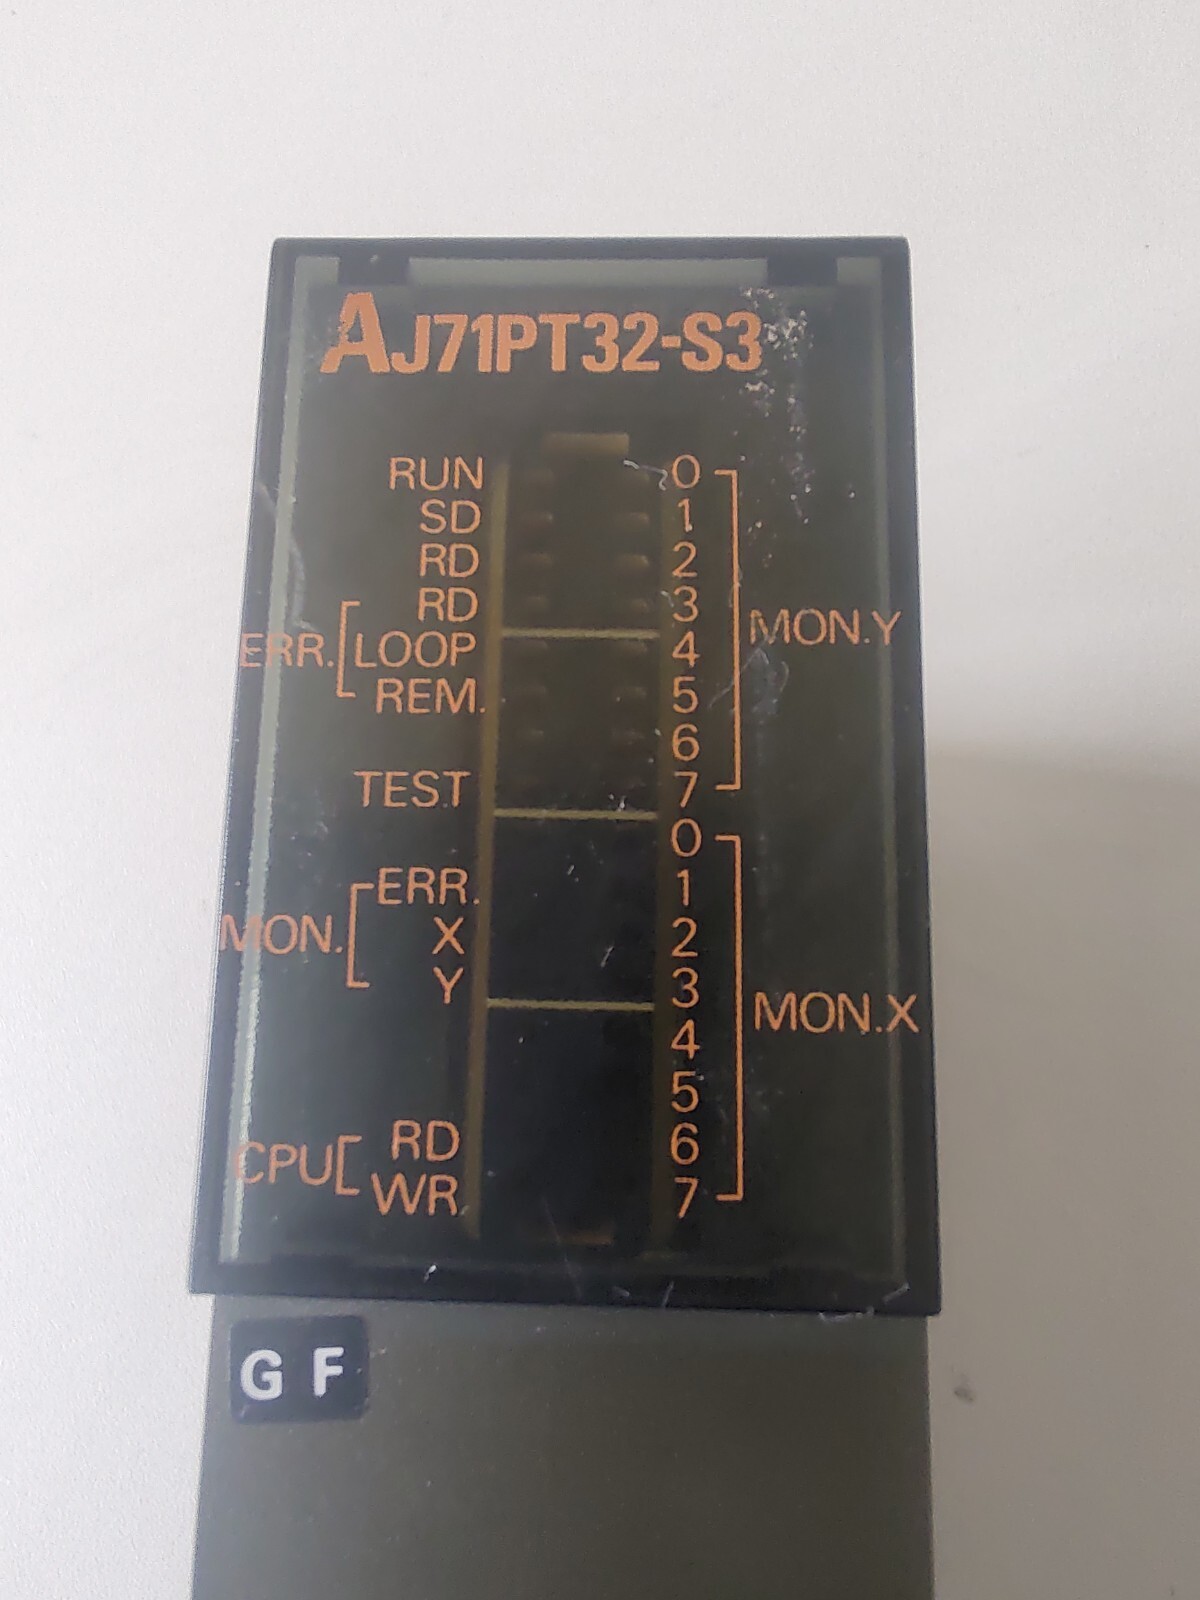 AJ71PT32-S3
RUN 0
SD 1
RD 2
RD 3
MON.Y
ERR. LOOP 4
REM. 5
6
TEST 7
0
ERR. 1
MON. X 2
Y 3
MON.X
4
5
CPU RD 6
WR. 7
G F